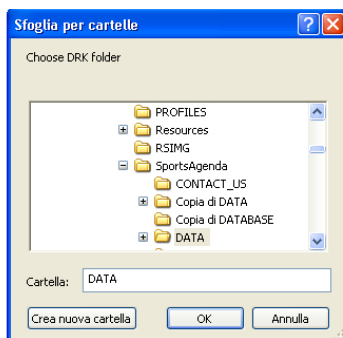 Sfoglia per cartelle
Choose DRK folder
PROFILES
Resources
RSIMG
SportsAgenda
CONTACT_US
Copia di DATA
Copia di DATABASE
DATA
Cartella: DATA
Crea nuova cartella OK Annulla